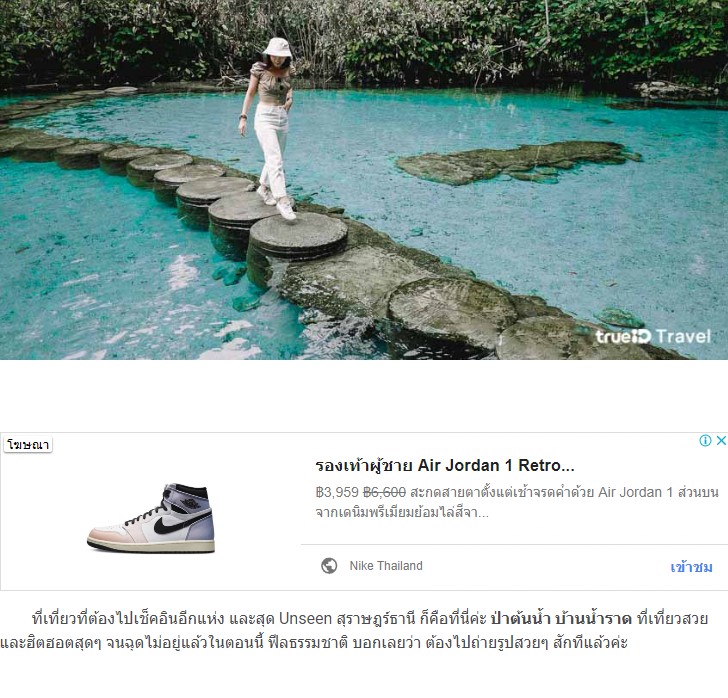 trueID Travel
โฆษณา
รองเท้าผู้ชาย Air Jordan 1 Retro...
฿3,959 ฿6,600 สะกดสายตาตั้งแต่เช้าจรดค่ำด้วย Air Jordan 1 ส่วนบน
จากเดนิมพรีเมียมย้อมไล่สีจา...
Nike Thailand
เข้าชม
ที่เที่ยวที่ต้องไปเช็คอินอีกแห่ง และสุด Unseen สุราษฎร์ธานี ก็คือที่นี่ค่ะ ป่าต้นน้ำ บ้านน้ำราด ที่เที่ยวสวย
และฮิตฮอตสุดๆ จนฉุดไม่อยู่แล้วในตอนนี้ ฟีลธรรมชาติ บอกเลยว่า ต้องไปถ่ายรูปสวยๆ สักทีแล้วค่ะ